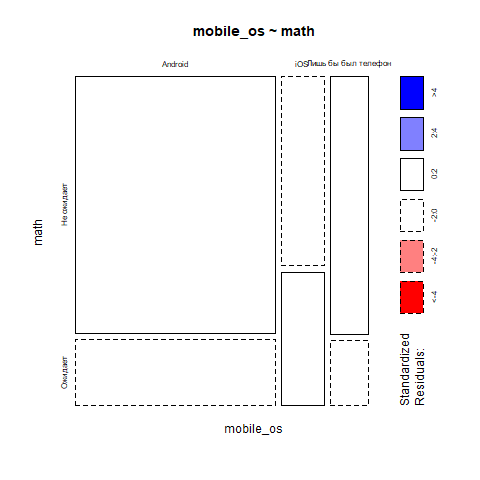 mobile_os ~ math
Android
iOS
Лишь бы был телефон
Не ожидает
Ожидает
math
mobile_os
>4
2:4
0:2
-2:0
-4:-2
<-4
Standardized
Residuals: